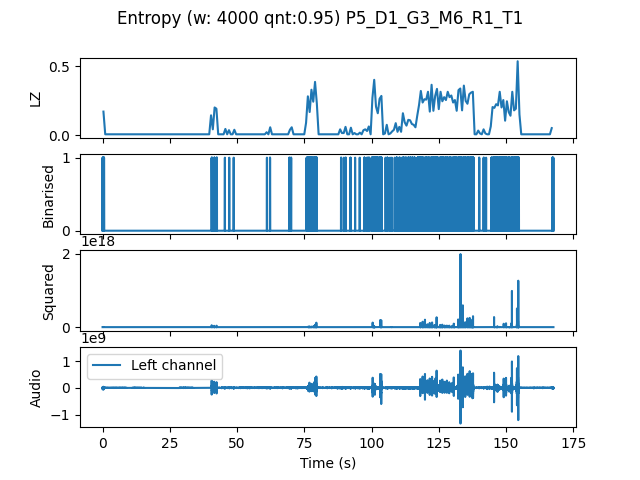 Entropy (w: 4000 qnt:0.95) P5_D1_G3_M6_R1_T1
0.5
0.0
LZ
1
0
Binarised
1e18
2
0
Squared
1e9
1
0
−1
Audio
Left channel
0 25 50 75 100 125 150 175
Time (s)